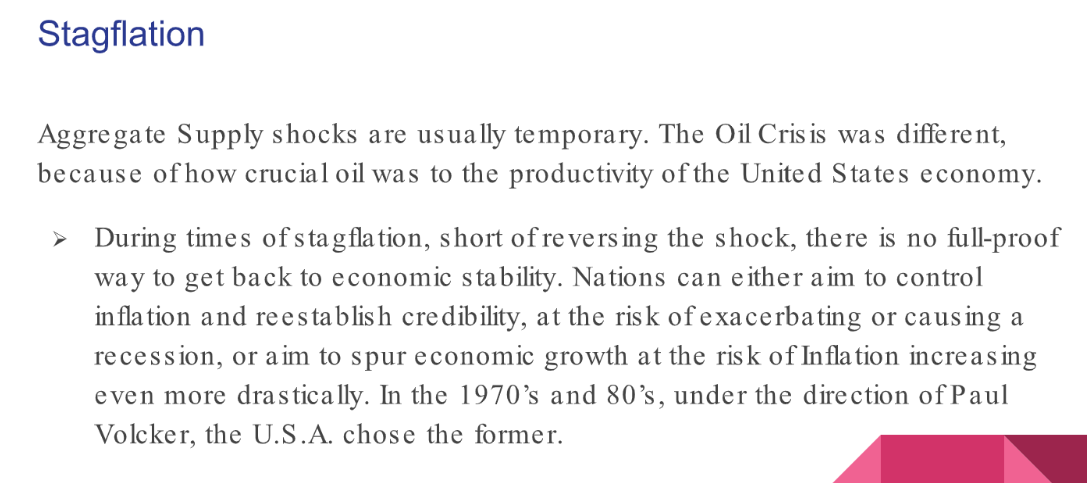 Stagflation
Aggregate Supply shocks are usually temporary. The Oil Crisis was different,
because of how crucial oil was to the productivity of the United States economy.
➢ During times of stagflation, short of reversing the shock, there is no full-proof
way to get back to economic stability. Nations can either aim to control
inflation and reestablish credibility, at the risk of exacerbating or causing a
recession, or aim to spur economic growth at the risk of Inflation increasing
even more drastically. In the 1970’s and 80’s, under the direction of Paul
Volcker, the U.S.A. chose the former.